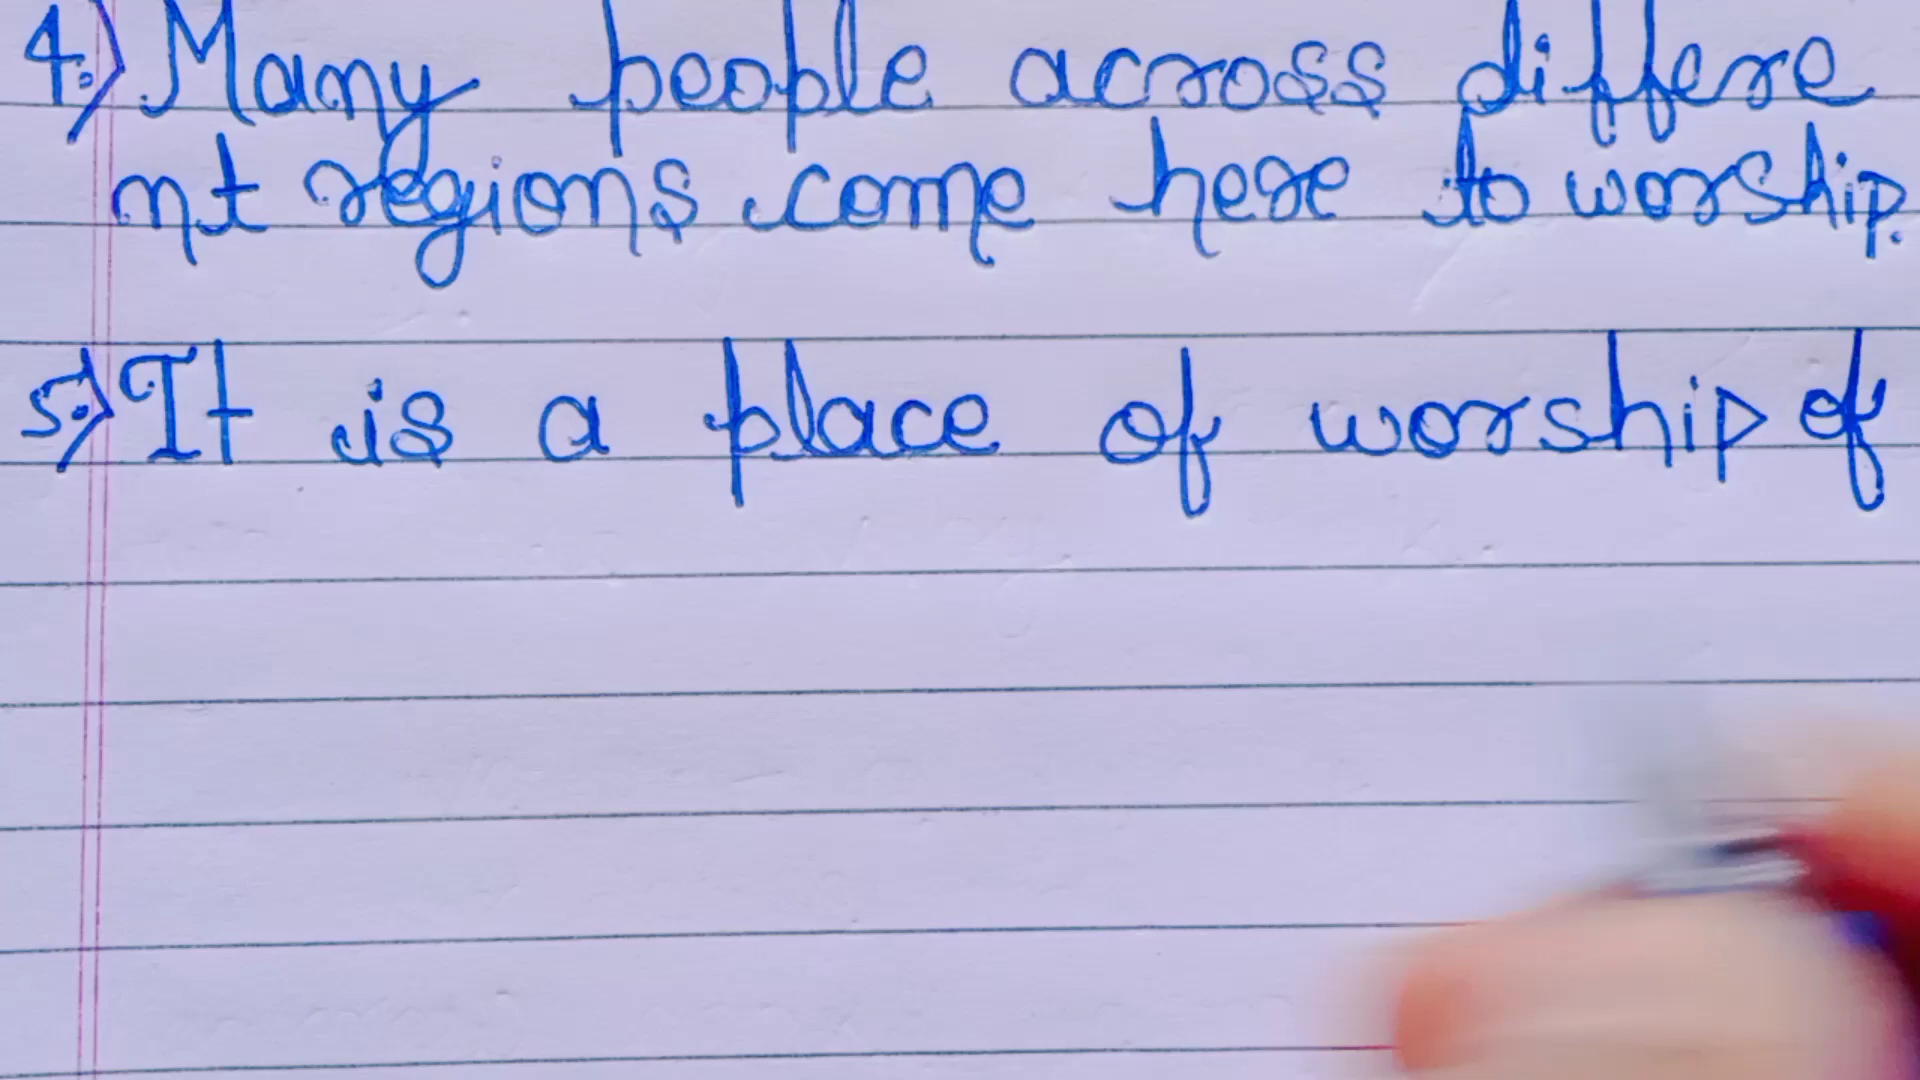 4.) Many people across differe
nt regions come here to worship.
5.) It is a place of worship of